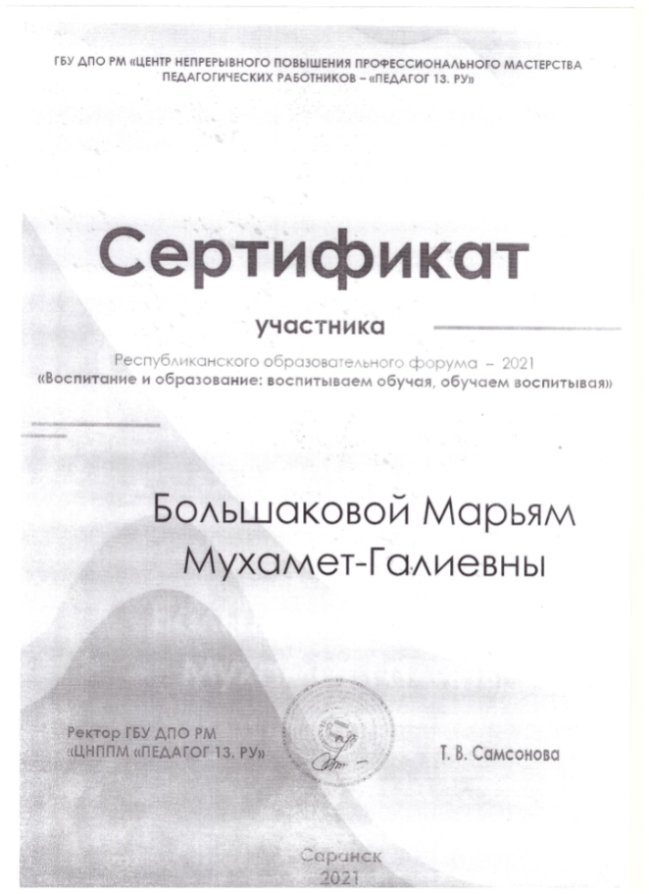 ГБУ ДПО РМ «ЦЕНТР НЕПРЕРЫВНОГО ПОВЫШЕНИЯ ПРОФЕССИОНАЛЬНОГО МАСТЕРСТВА
ПЕДАГОГИЧЕСКИХ РАБОТНИКОВ – «ПЕДАГОГ 13. РУ»
Сертификат
участника
Республиканского образовательного форума – 2021
«Воспитание и образование: воспитываем обучая, обучаем воспитывая»
Большаковой Марьям
Мухамет-Галиевны
Ректор ГБУ ДПО РМ
«ЦНППМ «ПЕДАГОГ 13. РУ»
Т. В. Самсонова
Саранск
2021